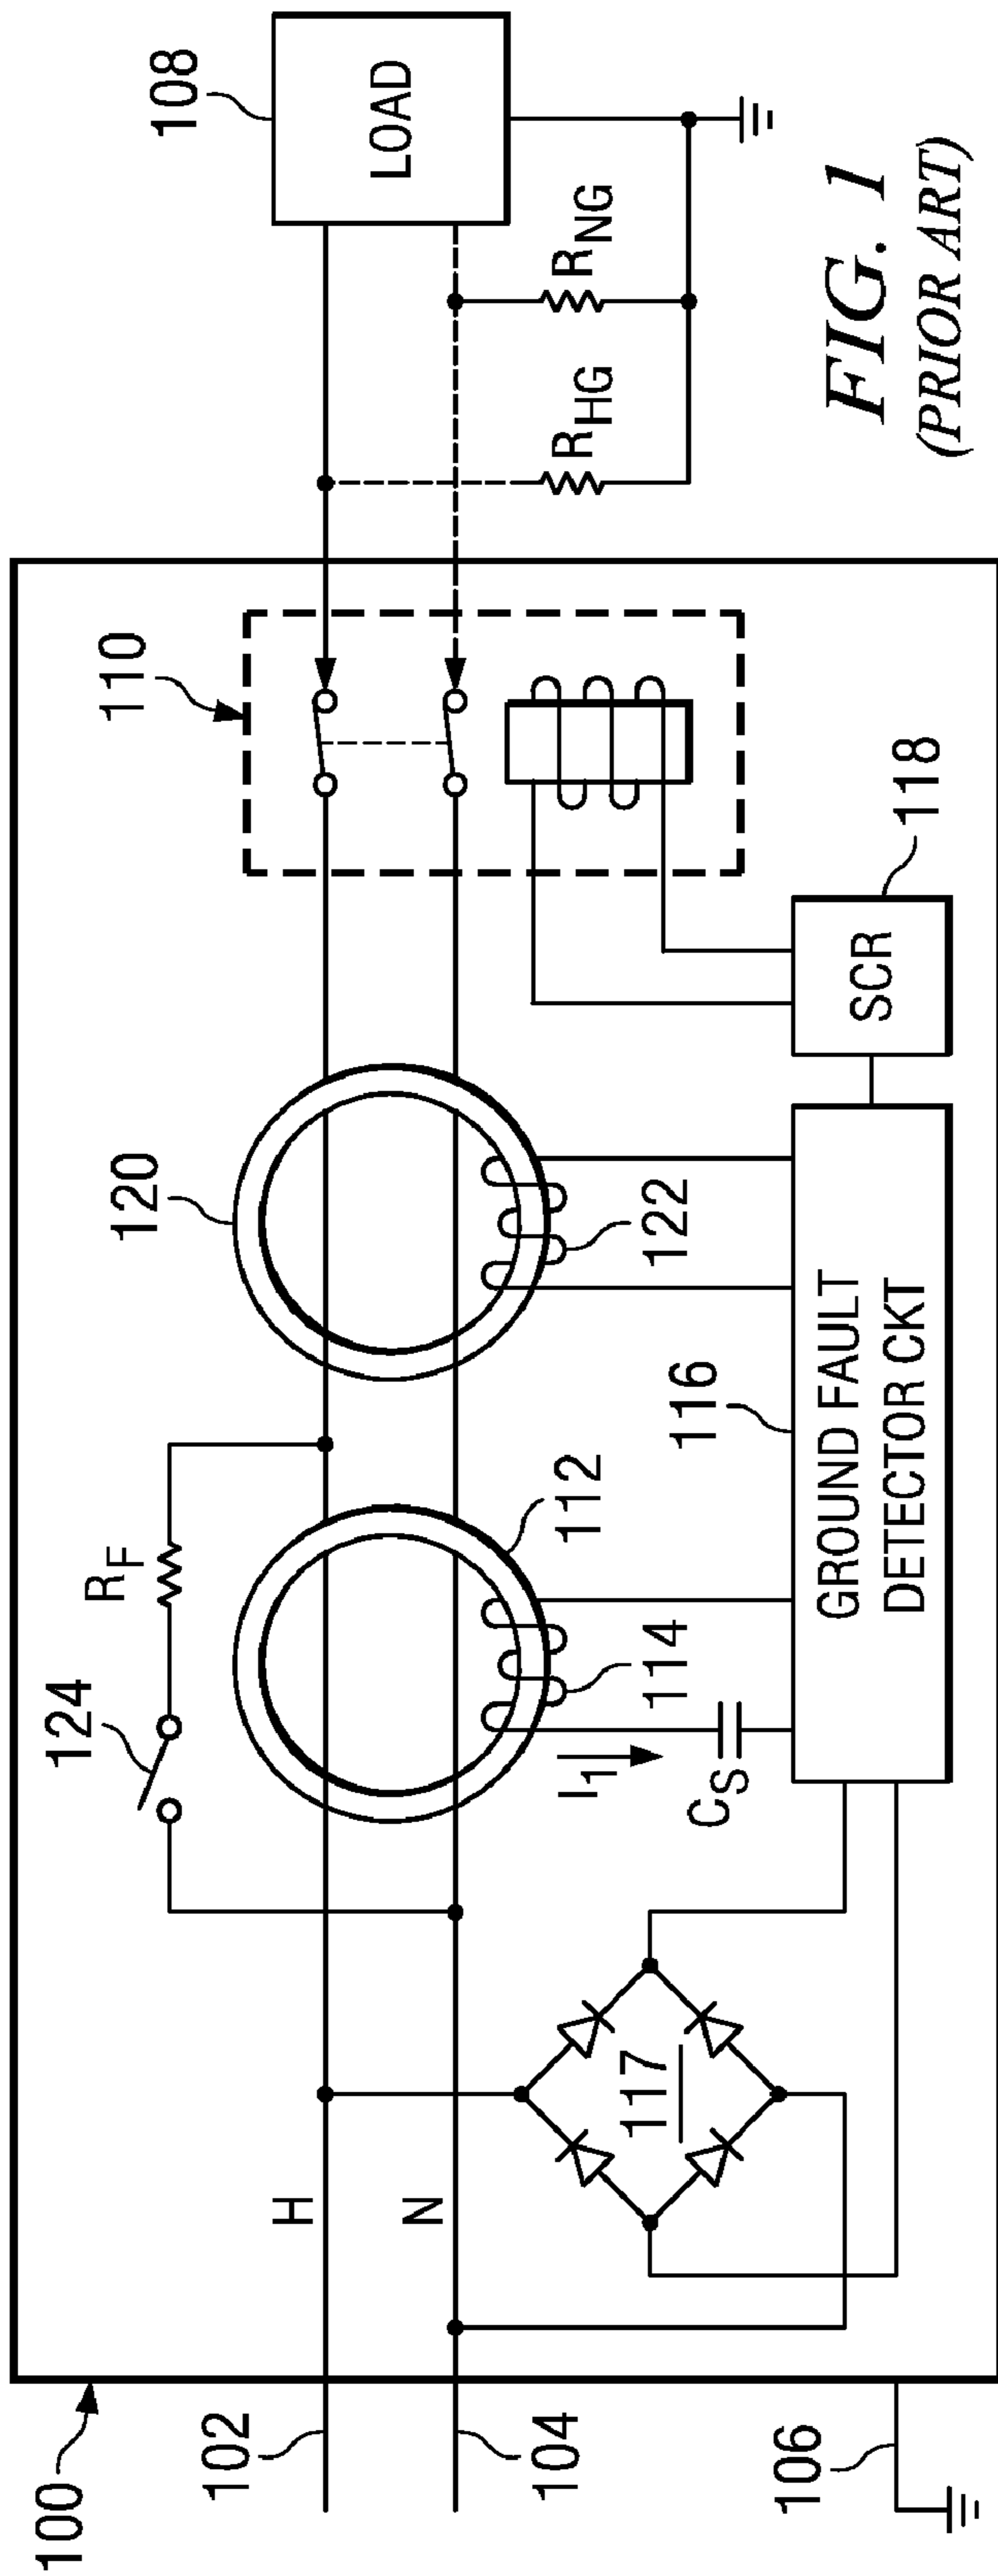 100
102
104
106
H
N
117
124
R_F
I_1
C_S
114
112
116
GROUND FAULT
DETECTOR CKT
120
122
118
SCR
110
R_HG
R_NG
108
LOAD
FIG. 1
(PRIOR ART)